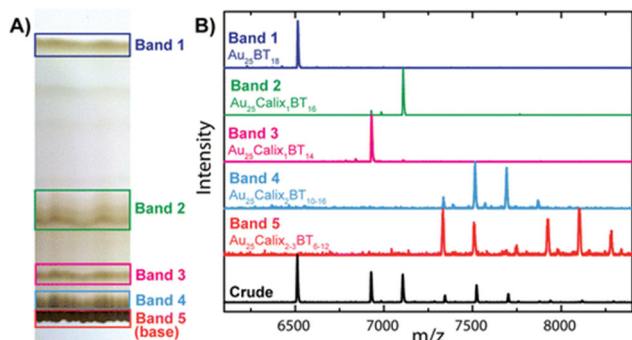 A)
Band 1
Band 2
Band 3
Band 4
Band 5
(base)
B)
Intensity
Band 1
Au₂₅BT₁₈
Band 2
Au₂₅Calix₁BT₁₆
Band 3
Au₂₅Calix₁BT₁₄
Band 4
Au₂₅Calix₂BT₁₀₋₁₆
Band 5
Au₂₅Calix₂₋₃BT₆₋₁₂
Crude
6500 7000 7500 8000
m/z